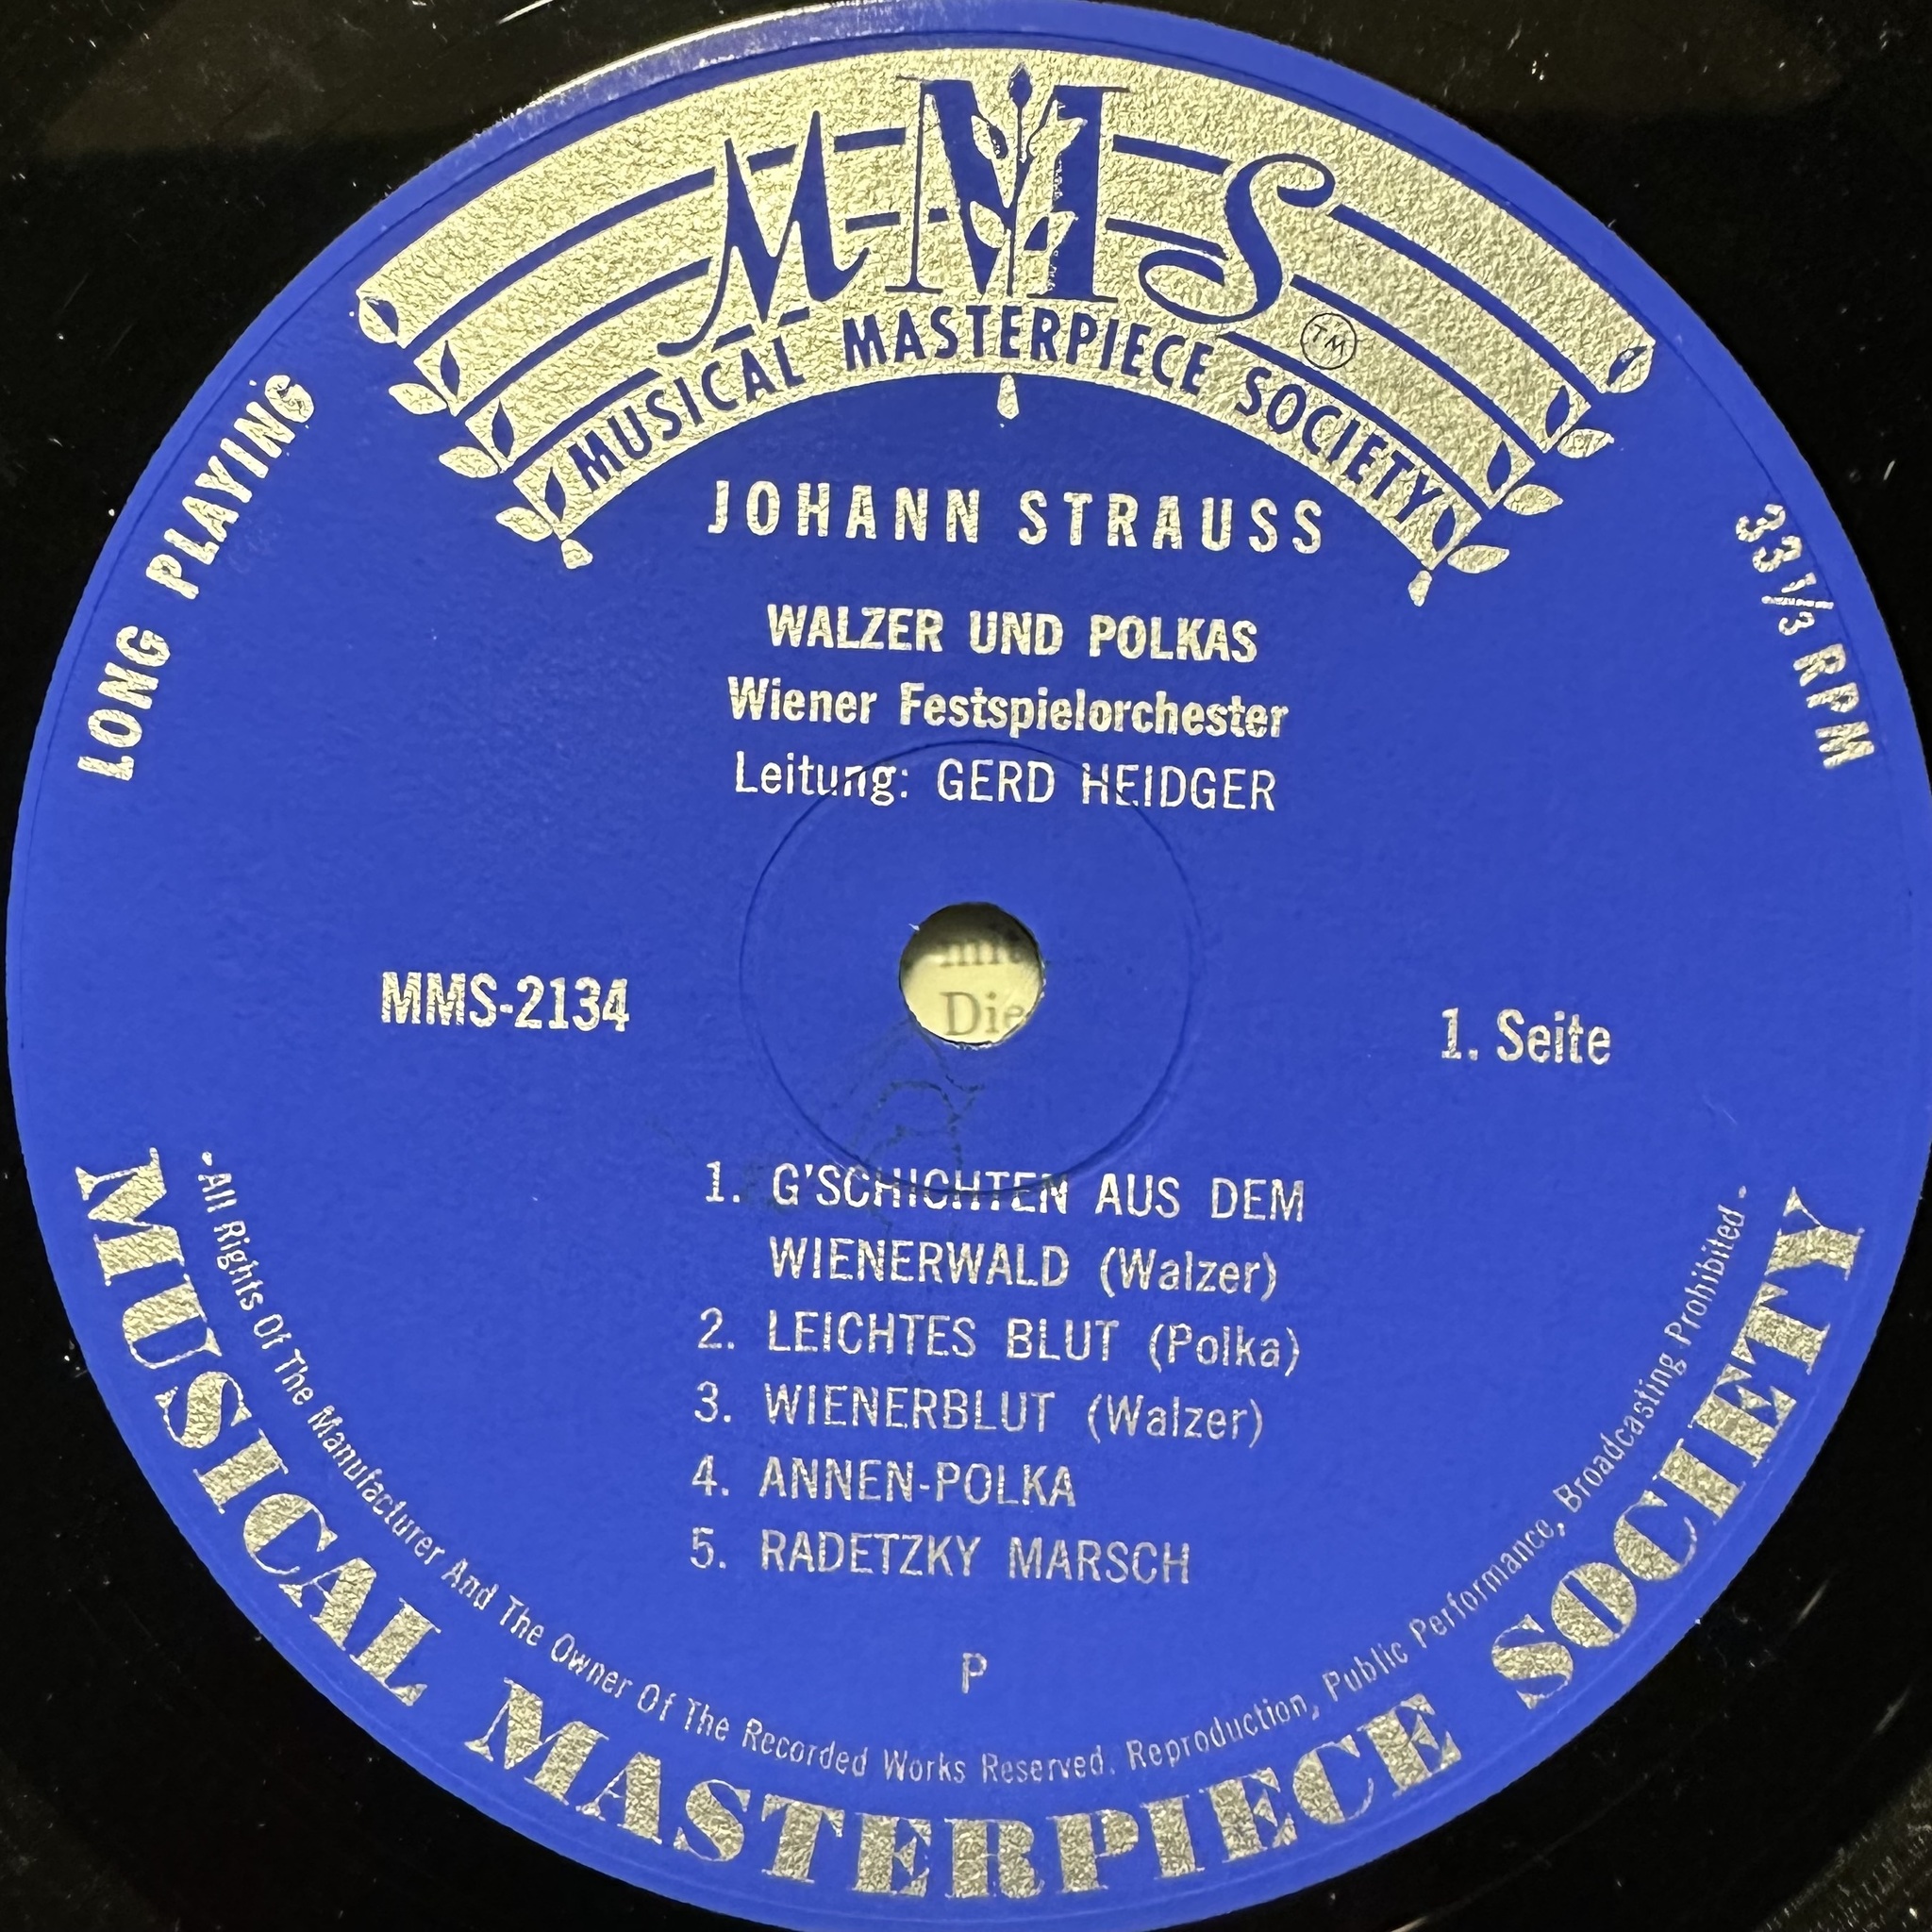 MMS
MUSICAL MASTERPIECE SOCIETY
TM
LONG PLAYING
33 1/3 RPM
JOHANN STRAUSS
WALZER UND POLKAS
Wiener Festspielorchester
Leitung: GERD HEIDGER
Die
MMS-2134
1. Seite
1. G'SCHICHTEN AUS DEM
WIENERWALD (Walzer)
2. LEICHTES BLUT (Polka)
3. WIENERBLUT (Walzer)
4. ANNEN-POLKA
5. RADETZKY MARSCH
P
-All Rights Of The Manufacturer And The Owner Of The Recorded Works Reserved. Reproduction, Public Performance, Broadcasting Prohibited-
MUSICAL MASTERPIECE SOCIETY